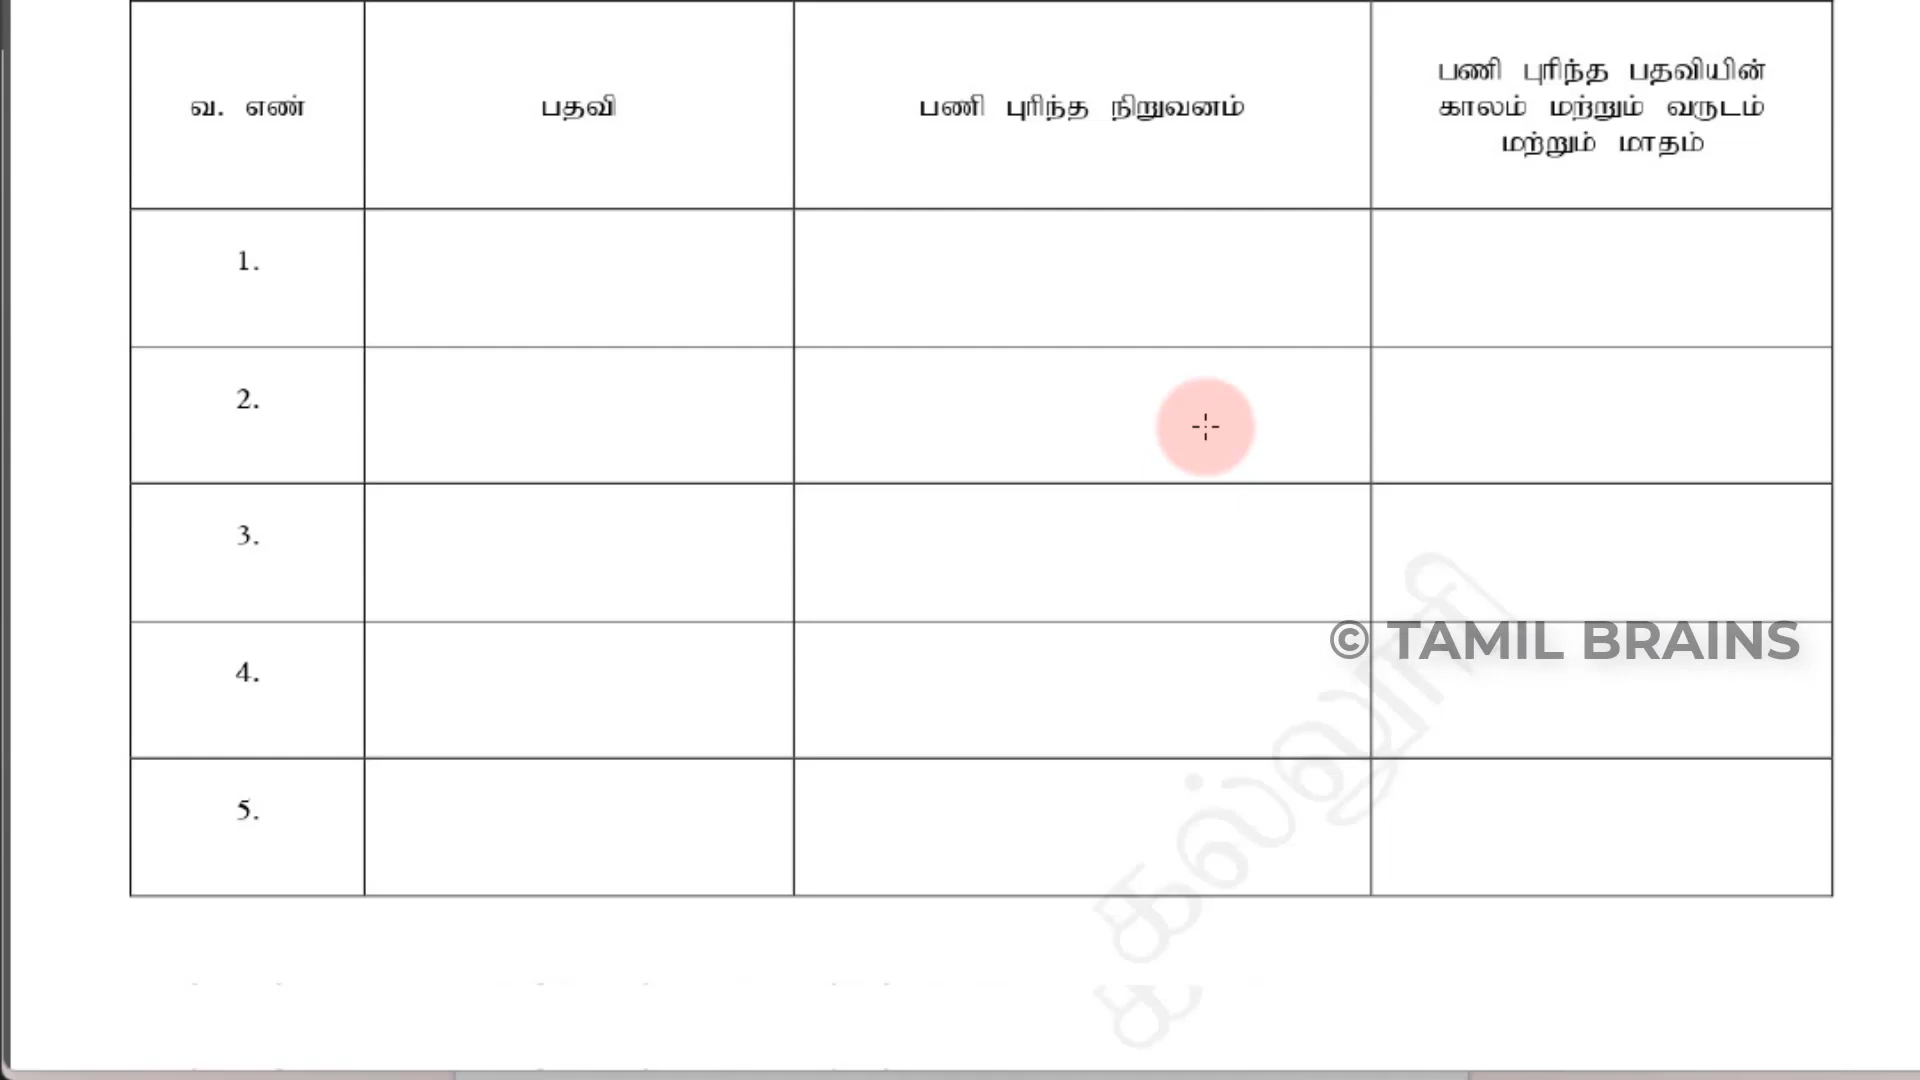 வ. எண்
பதவி
பணி புரிந்த நிறுவனம்
பணி புரிந்த பதவியின்
காலம் மற்றும் வருடம்
மற்றும் மாதம்
1.
2.
3.
4.
5.
© TAMIL BRAINS
கல்லூரி